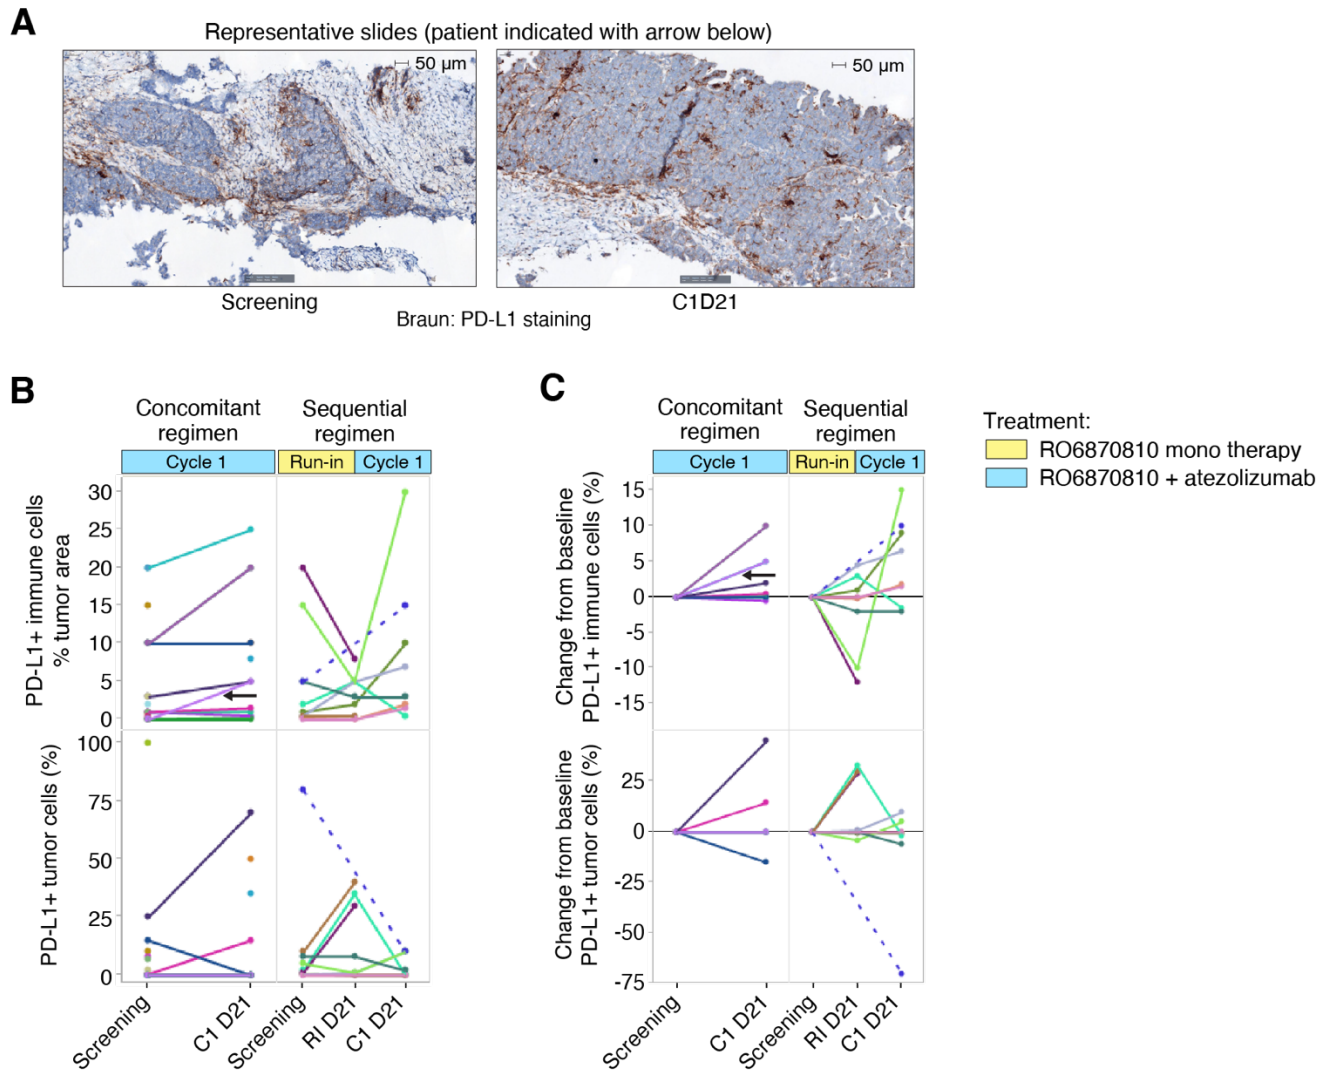 A
Representative slides (patient indicated with arrow below)
50 μm
50 μm
Screening
C1D21
Braun: PD-L1 staining
B
Concomitant
regimen
Sequential
regimen
Cycle 1
Run-in
Cycle 1
PD-L1+ immune cells
% tumor area
30
25
20
15
10
5
0
PD-L1+ tumor cells (%)
100
75
50
25
0
Screening
C1 D21
Screening
RI D21
C1 D21
C
Concomitant
regimen
Sequential
regimen
Cycle 1
Run-in
Cycle 1
Change from baseline
PD-L1+ immune cells (%)
15
10
5
0
-5
-10
-15
Change from baseline
PD-L1+ tumor cells (%)
25
0
-25
-50
-75
Screening
C1 D21
Screening
RI D21
C1 D21
Treatment:
RO6870810 mono therapy
RO6870810 + atezolizumab